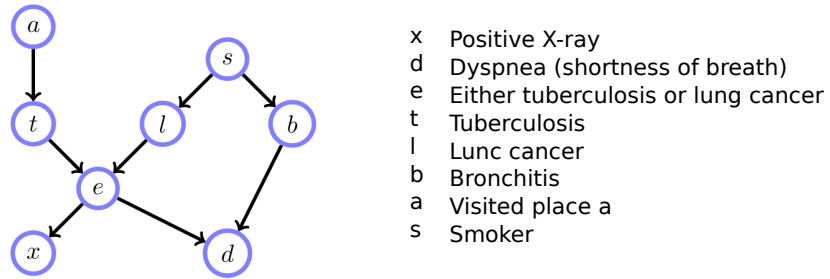 a
s
t
l
b
e
x
d
x Positive X-ray
d Dyspnea (shortness of breath)
e Either tuberculosis or lung cancer
t Tuberculosis
l Lunc cancer
b Bronchitis
a Visited place a
s Smoker